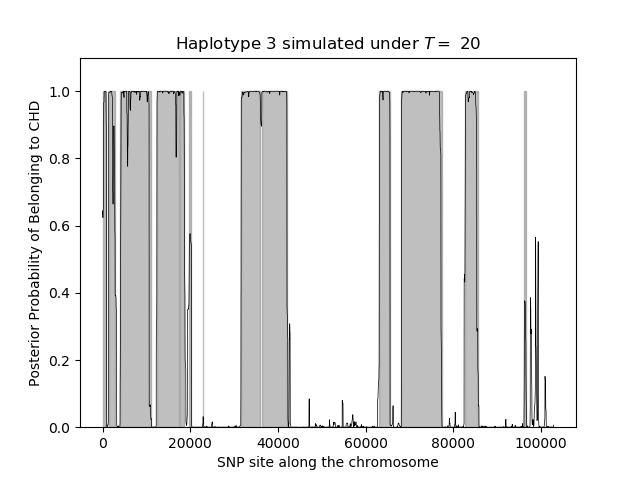 Haplotype 3 simulated under T = 20
Posterior Probability of Belonging to CHD
1.0
0.8
0.6
0.4
0.2
0.0
0 20000 40000 60000 80000 100000
SNP site along the chromosome